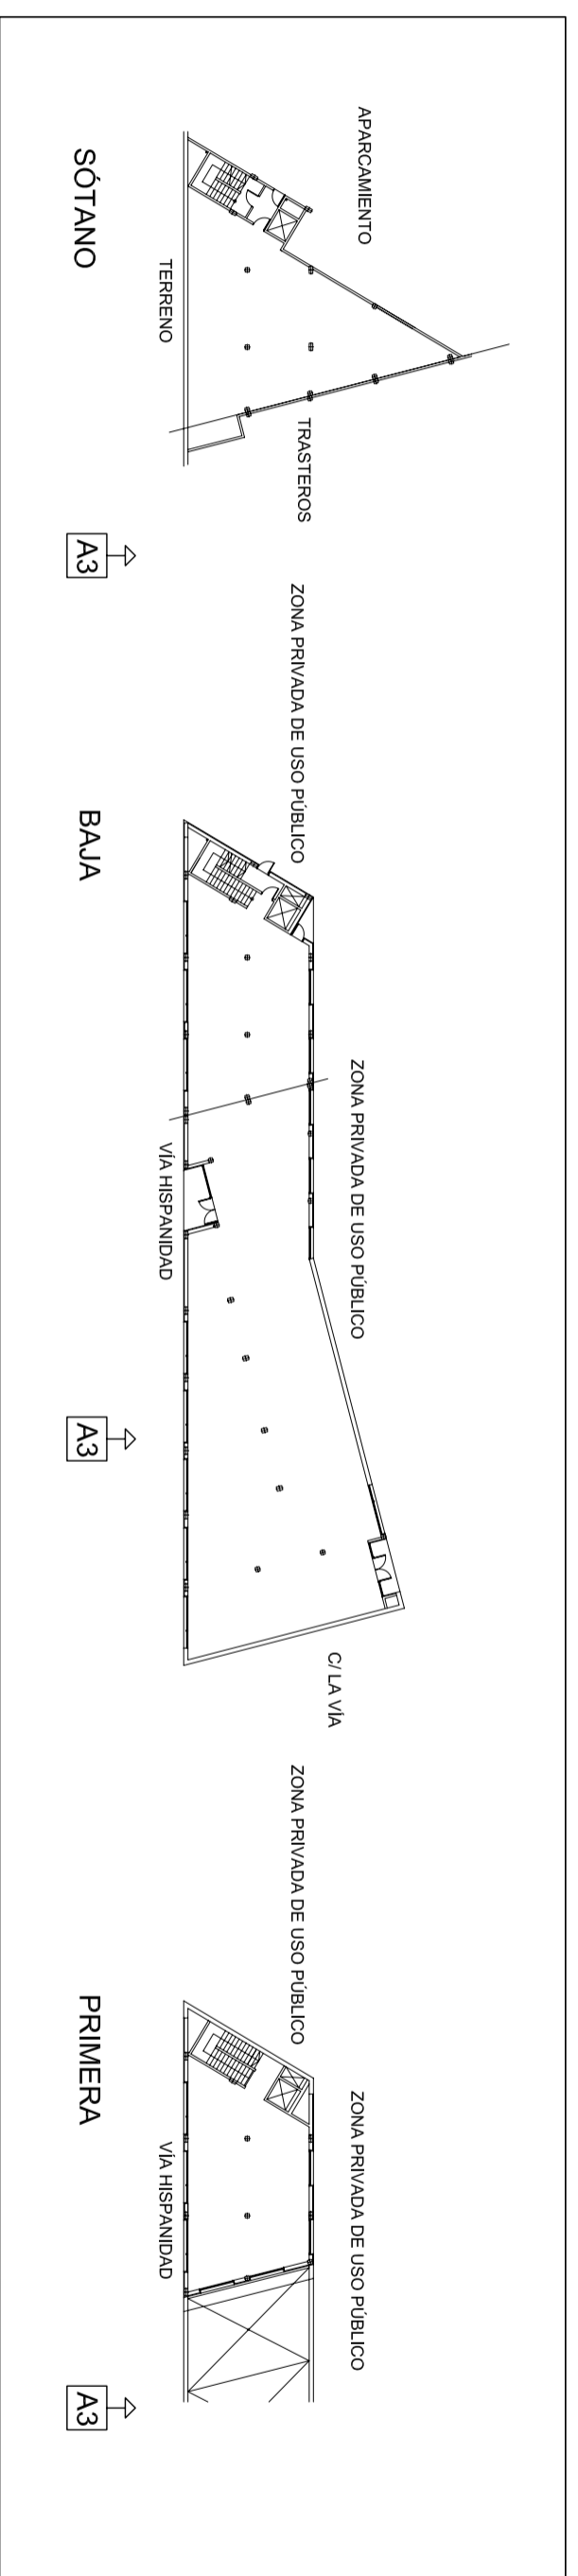 APARCAMIENTO
TERRENO
TRASTEROS
SÓTANO
A3
ZONA PRIVADA DE USO PÚBLICO
ZONA PRIVADA DE USO PÚBLICO
VÍA HISPANIDAD
C/ LA VÍA
BAJA
A3
ZONA PRIVADA DE USO PÚBLICO
ZONA PRIVADA DE USO PÚBLICO
VÍA HISPANIDAD
PRIMERA
A3